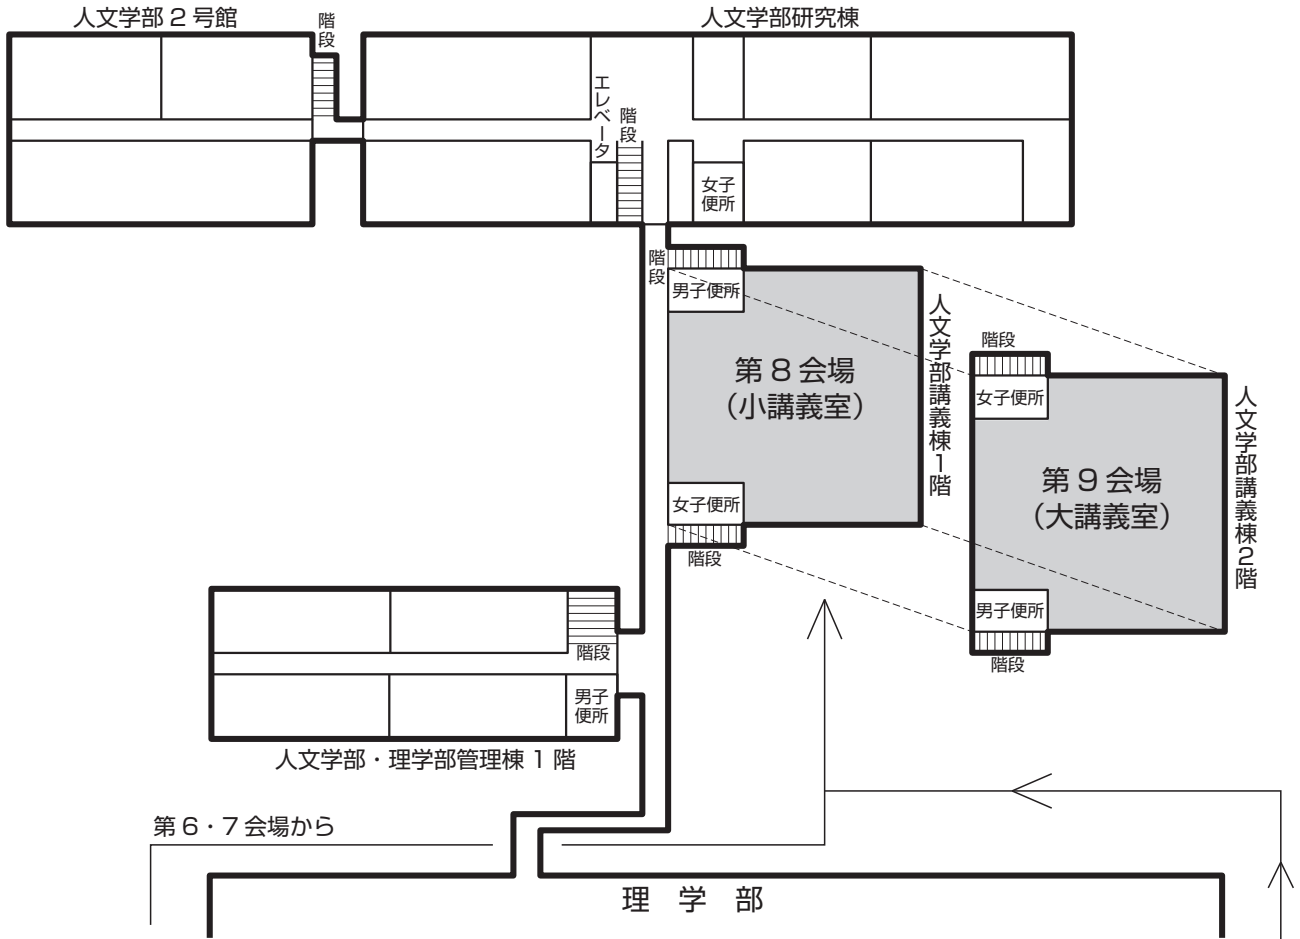 人文学部２号館
階段
人文学部研究棟
エレベータ
階段
女子
便所
階段
男子便所
第８会場
（小講義室）
人文学部講義棟１階
女子便所
階段
階段
女子便所
第９会場
（大講義室）
人文学部講義棟２階
男子便所
階段
階段
男子
便所
人文学部・理学部管理棟１階
第６・７会場から
理　学　部